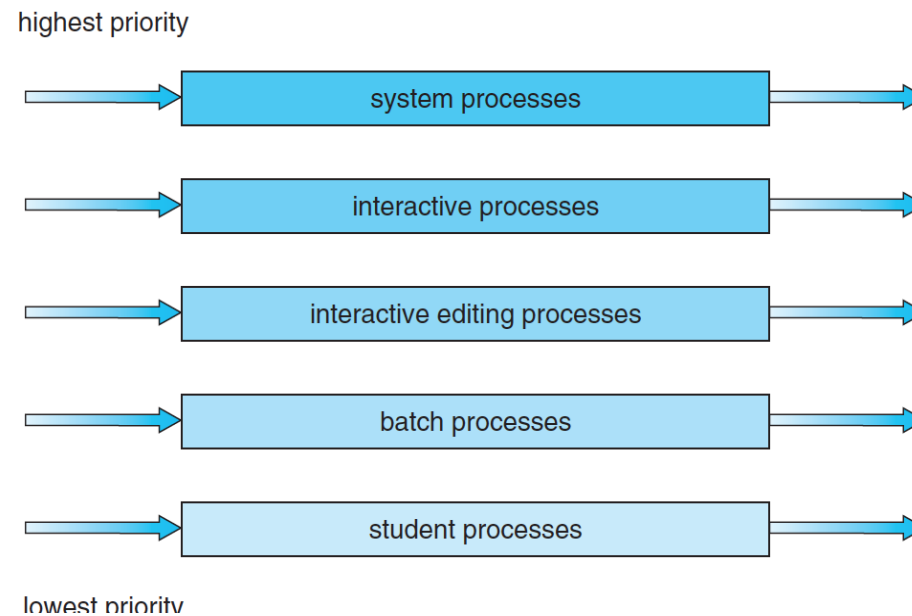 highest priority
system processes
interactive processes
interactive editing processes
batch processes
student processes
lowest priority